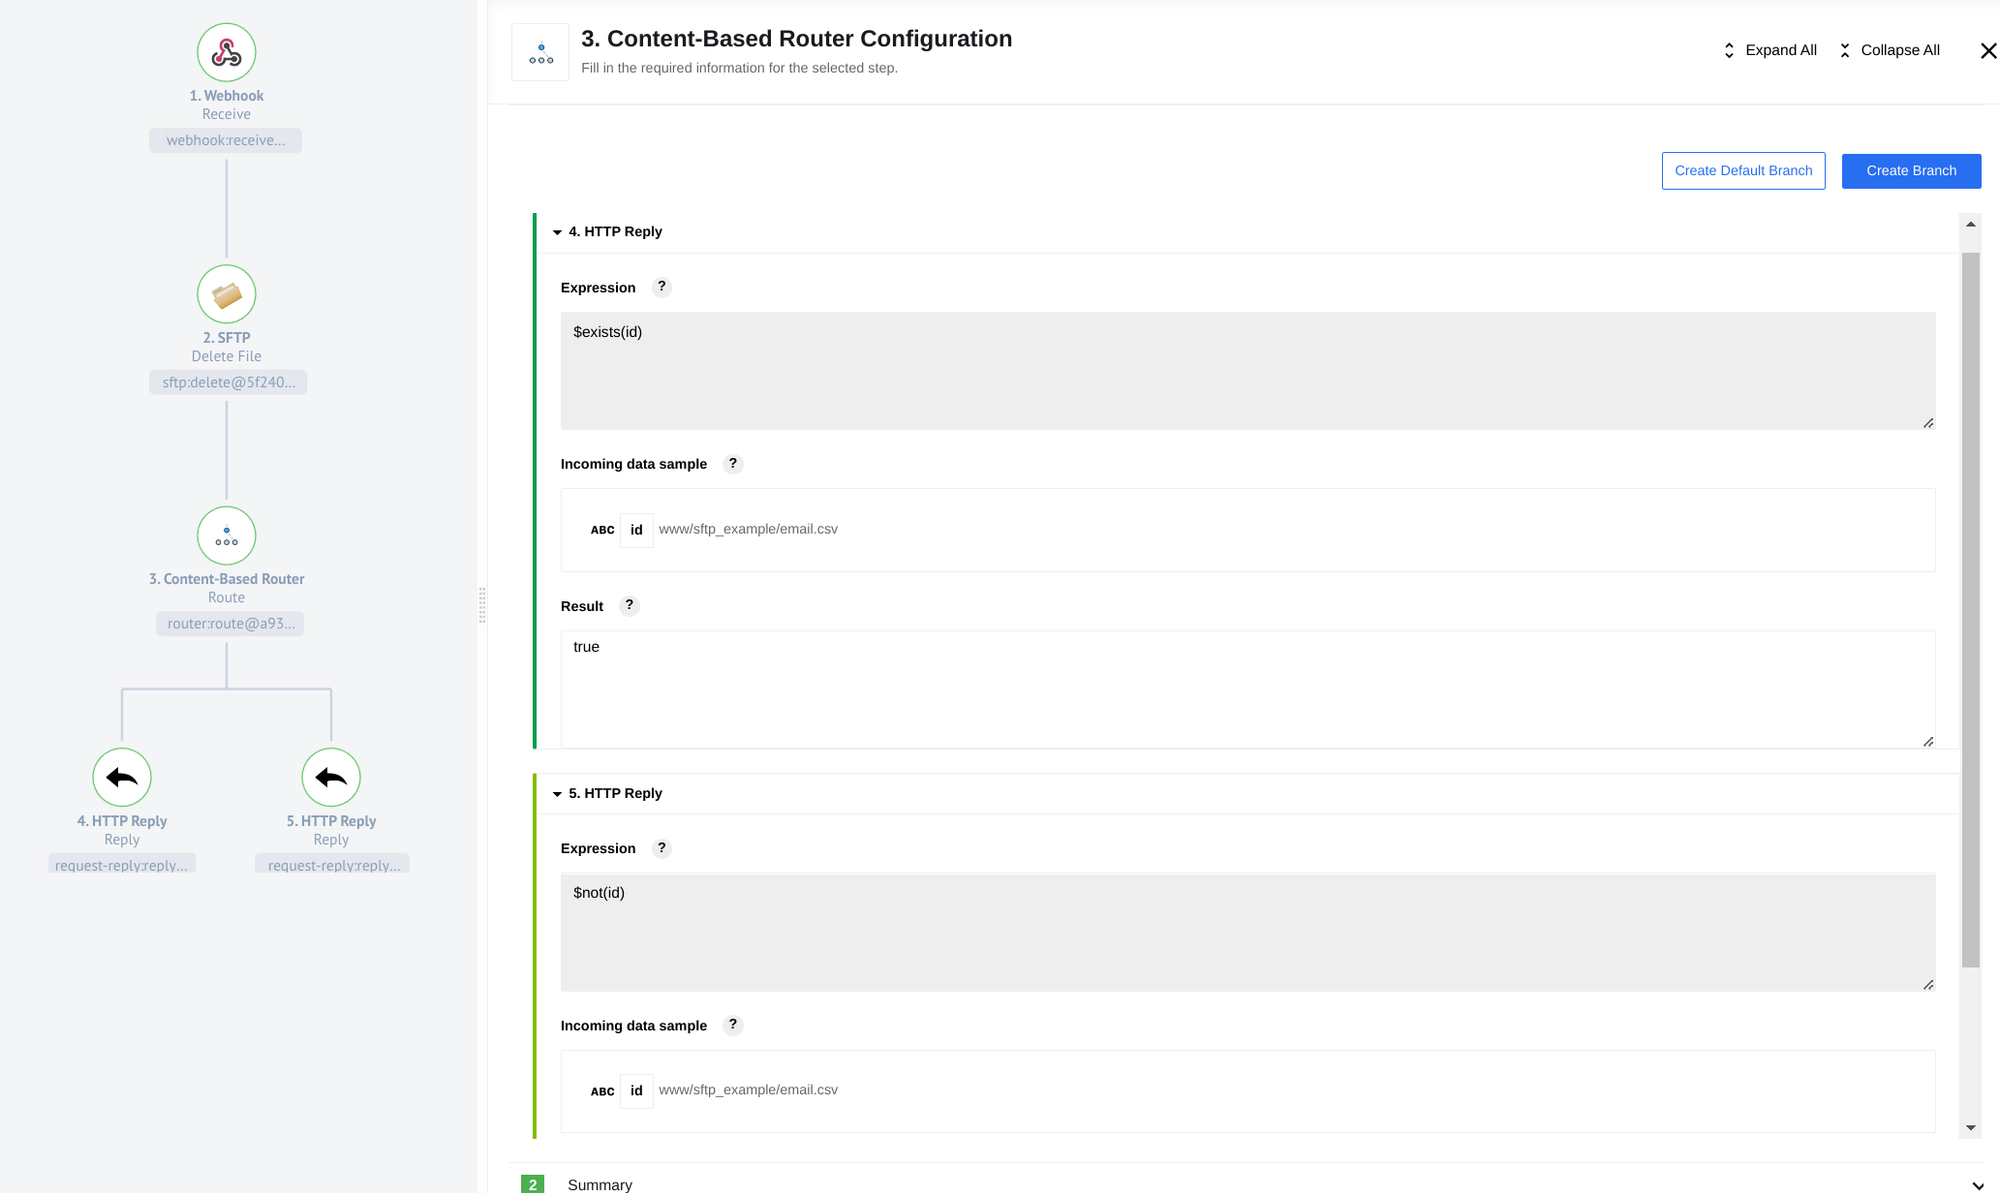 1. Webhook
Receive
webhook:receive...
2. SFTP
Delete File
sftp:delete@5f240...
3. Content-Based Router
Route
router:route@a93...
4. HTTP Reply
Reply
request-reply:reply...
5. HTTP Reply
Reply
request-reply:reply...
3. Content-Based Router Configuration
Fill in the required information for the selected step.
Expand All
Collapse All
Create Default Branch
Create Branch
4. HTTP Reply
Expression ?
$exists(id)
Incoming data sample ?
ABC id www/sftp_example/email.csv
Result ?
true
5. HTTP Reply
Expression ?
$not(id)
Incoming data sample ?
ABC id www/sftp_example/email.csv
2 Summary